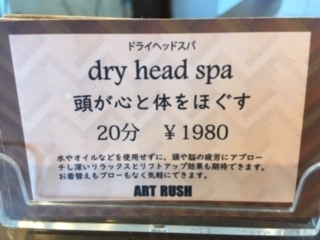 ドライヘッドスパ
dry head spa
頭が心と体をほぐす
20分 ￥1980
水やオイルなどを使用せずに、頭や脳の疲労にアプロー
チし深いリラックスとリフトアップ効果も期待できます。
お着替えもブローもなく気軽にできます。
ART RUSH